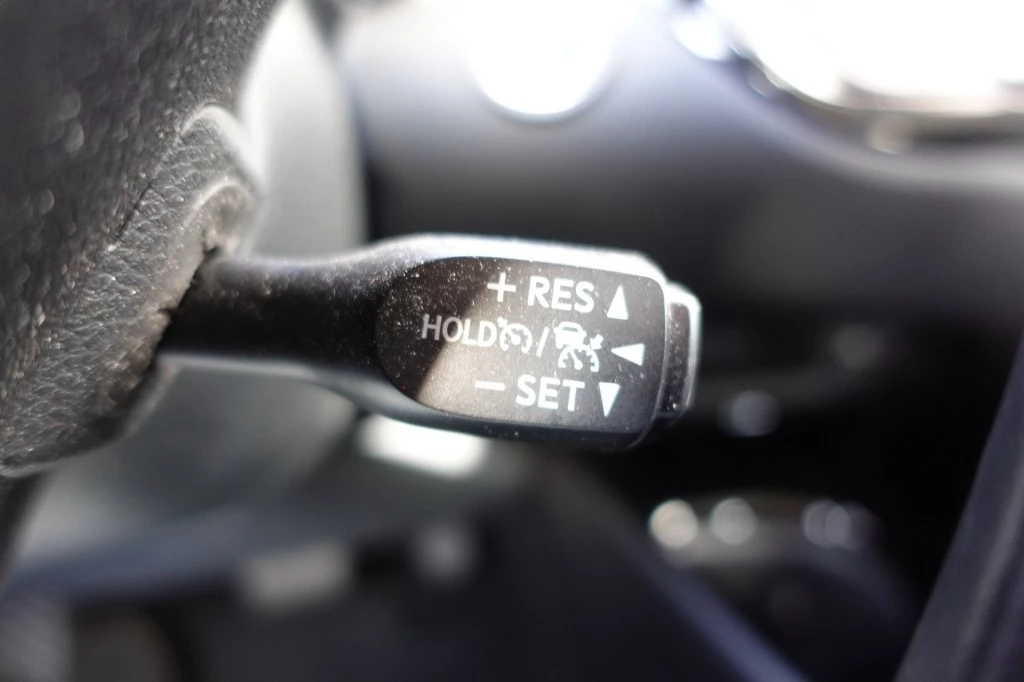 + RES ▲
HOLD / ◀
− SET ▼